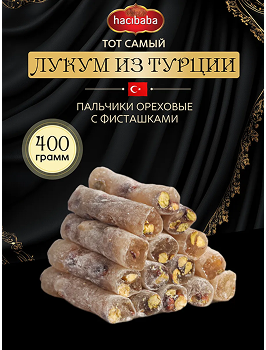 hacıbaba
ТОТ САМЫЙ
ЛУКУМ ИЗ ТУРЦИИ
ПАЛЬЧИКИ ОРЕХОВЫЕ
С ФИСТАШКАМИ
400
грамм